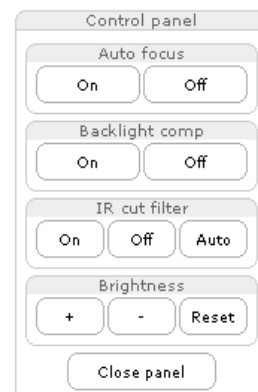 Control panel
Auto focus
On Off
Backlight comp
On Off
IR cut filter
On Off Auto
Brightness
+ - Reset
Close panel